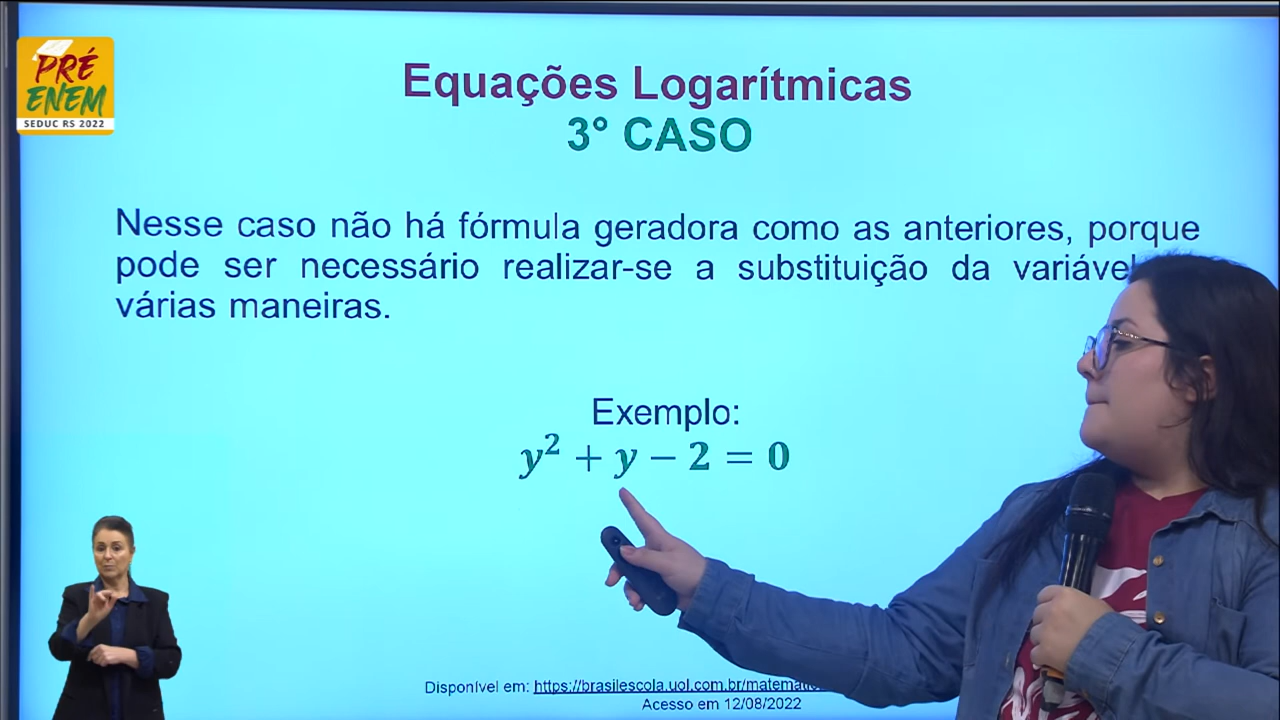 PRÉ
ENEM
SEDUC RS 2022
Equações Logarítmicas
3° CASO
Nesse caso não há fórmula geradora como as anteriores, porque
pode ser necessário realizar-se a substituição da variável
várias maneiras.
Exemplo:
y² + y − 2 = 0
Disponível em: https://brasilescola.uol.com.br/matemati
Acesso em 12/08/2022